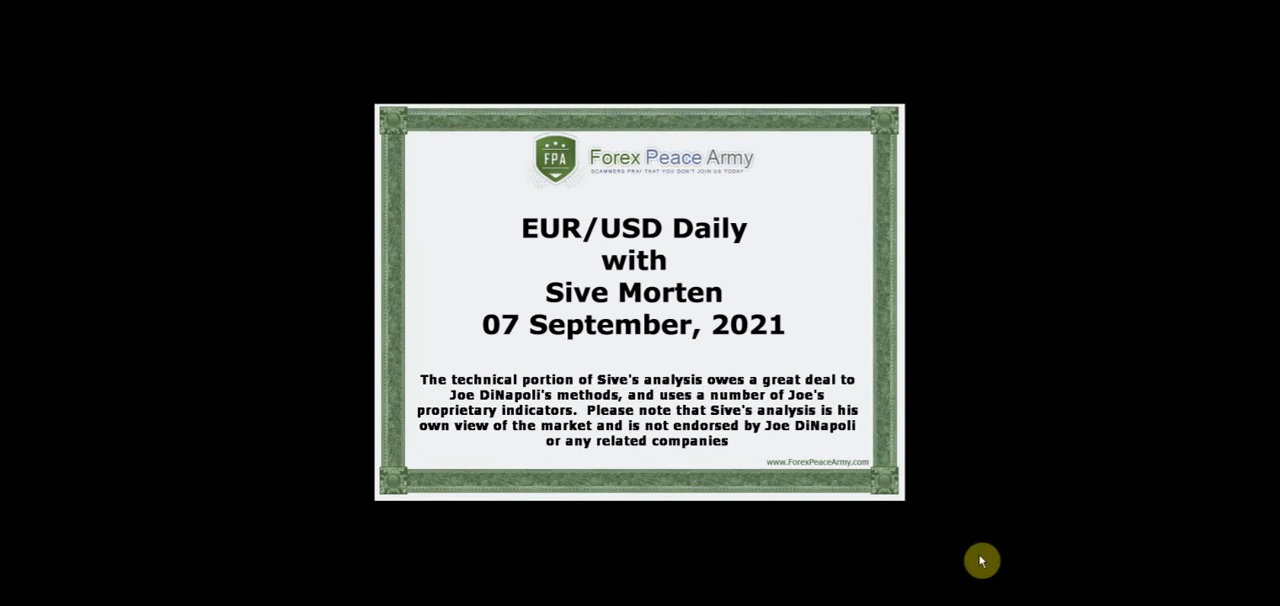 FPA
Forex Peace Army
SCAMMERS PRAY THAT YOU DON'T JOIN US TODAY
EUR/USD Daily
with
Sive Morten
07 September, 2021
The technical portion of Sive's analysis owes a great deal to
Joe DiNapoli's methods, and uses a number of Joe's
proprietary indicators. Please note that Sive's analysis is his
own view of the market and is not endorsed by Joe DiNapoli
or any related companies
www.ForexPeaceArmy.com